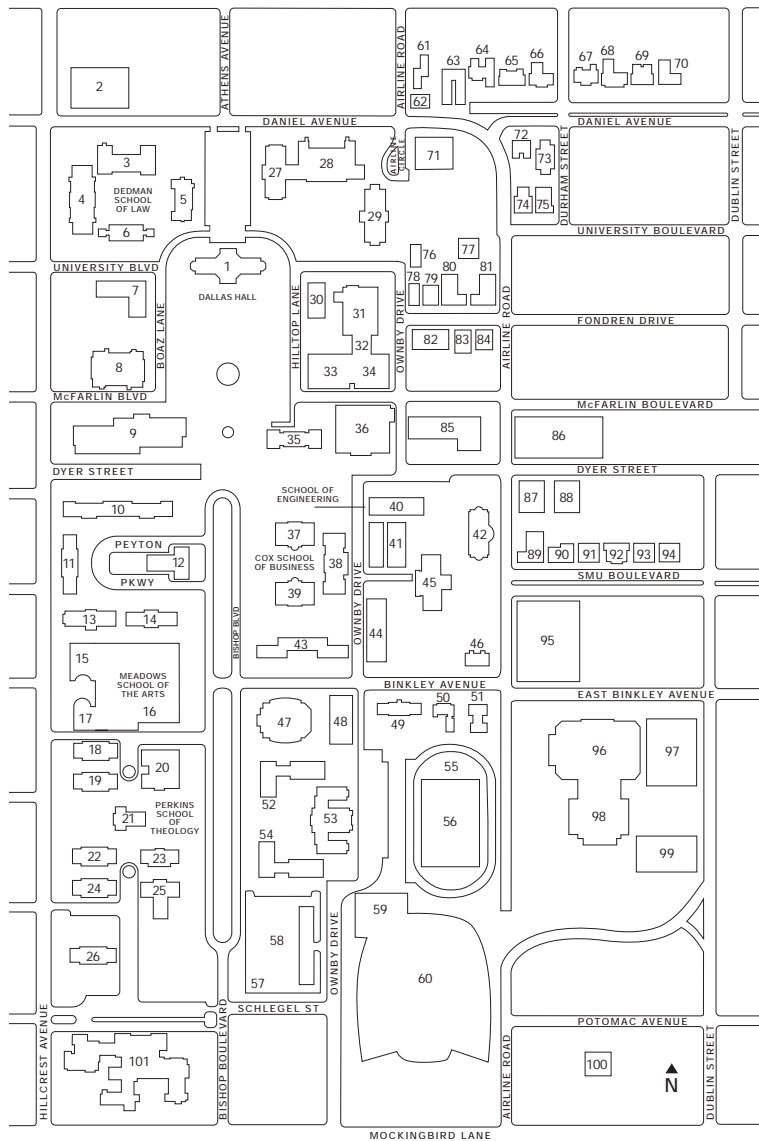 ATHENS AVENUE
AIRLINE ROAD
61
63
64
65
66
67
68
69
70
2
62
DANIEL AVENUE
DANIEL AVENUE
3
28
AIRLINE
CIRCLE
71
72
73
DURHAM STREET
DUBLIN STREET
27
4
DEDMAN
SCHOOL
OF LAW
5
29
74
75
6
UNIVERSITY BOULEVARD
UNIVERSITY BLVD
1
DALLAS HALL
76
77
78
79
80
81
7
BOAZ LANE
HILLTOP LANE
30
31
OWNBY DRIVE
AIRLINE ROAD
FONDREN DRIVE
32
82
83
84
8
33
34
McFARLIN BLVD
McFARLIN BOULEVARD
9
35
36
85
86
DYER STREET
DYER STREET
SCHOOL OF
ENGINEERING
40
87
88
10
37
42
PEYTON
PKWY
11
12
COX SCHOOL
OF BUSINESS
38
41
89
90
91
92
93
94
SMU BOULEVARD
39
45
OWNBY DRIVE
13
14
BISHOP BLVD
43
44
46
95
15
MEADOWS
SCHOOL OF
THE ARTS
16
17
BINKLEY AVENUE
EAST BINKLEY AVENUE
47
48
49
50
51
18
19
20
52
55
96
97
21
PERKINS
SCHOOL
OF
THEOLOGY
53
56
98
54
22
23
99
24
25
59
26
58
OWNBY DRIVE
57
60
SCHLEGEL ST
POTOMAC AVENUE
HILLCREST AVENUE
101
BISHOP BOULEVARD
AIRLINE ROAD
100
N
DUBLIN STREET
MOCKINGBIRD LANE